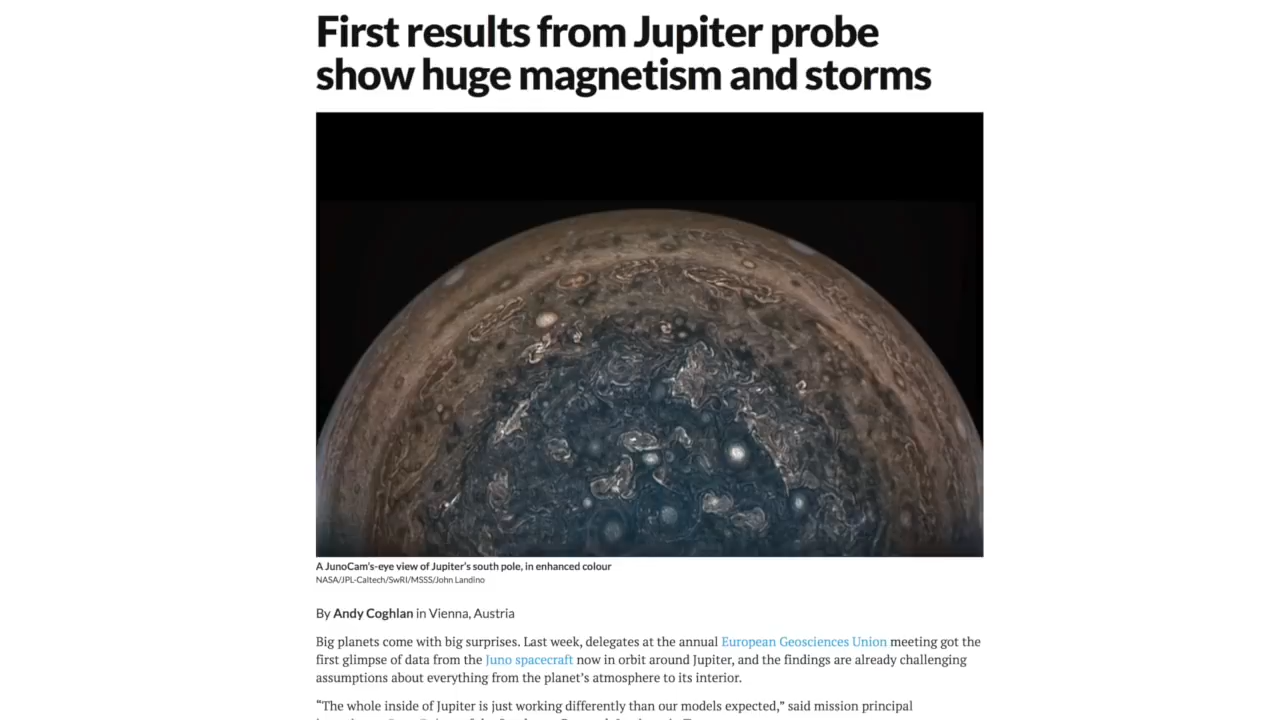 First results from Jupiter probe
show huge magnetism and storms
A JunoCam's-eye view of Jupiter's south pole, in enhanced colour
NASA/JPL-Caltech/SwRI/MSSS/John Landino
By Andy Coghlan in Vienna, Austria
Big planets come with big surprises. Last week, delegates at the annual European Geosciences Union meeting got the
first glimpse of data from the Juno spacecraft now in orbit around Jupiter, and the findings are already challenging
assumptions about everything from the planet's atmosphere to its interior.
“The whole inside of Jupiter is just working differently than our models expected,” said mission principal